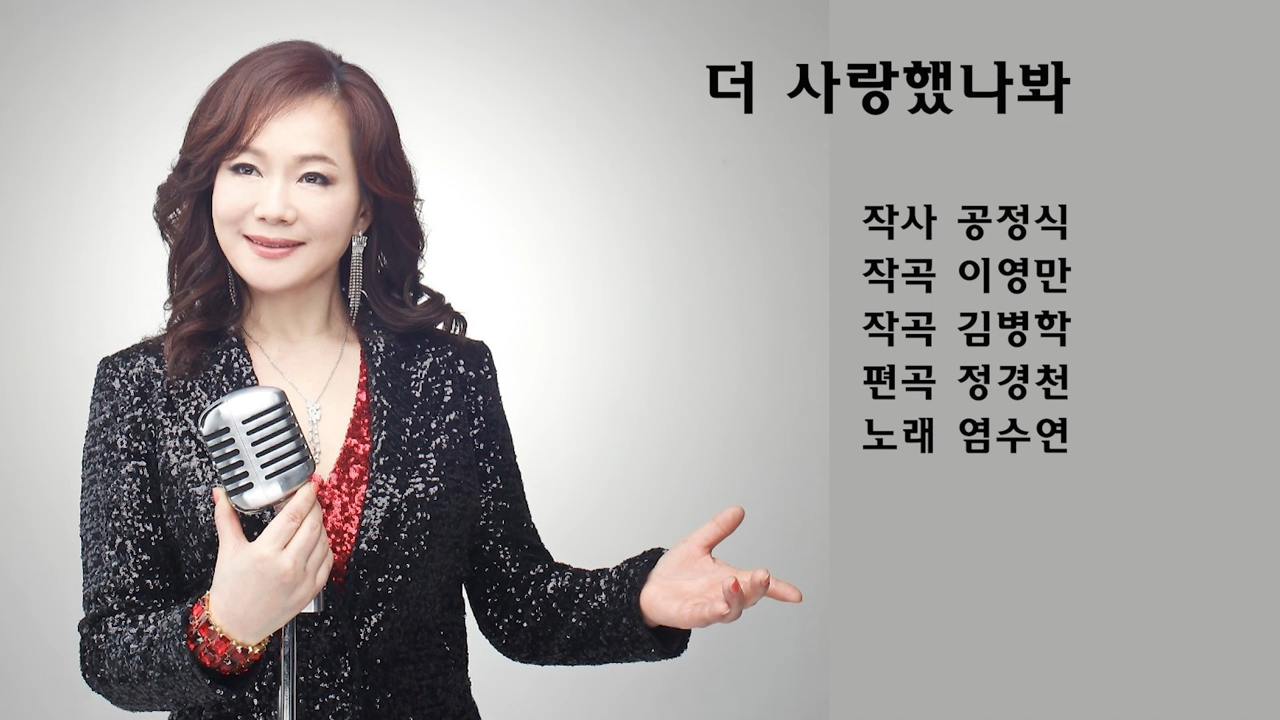 더 사랑했나봐
작사 공정식
작곡 이영만
작곡 김병학
편곡 정경천
노래 염수연